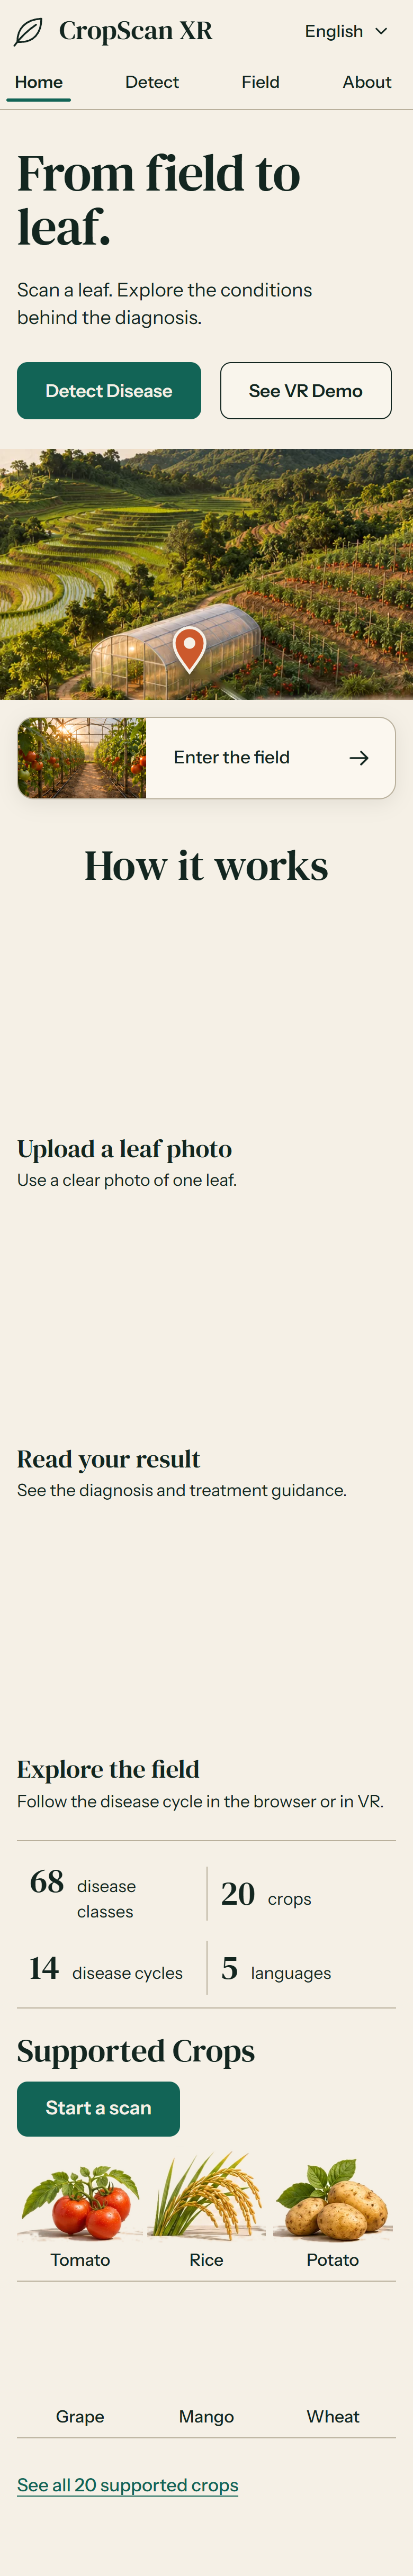 CropScan XR
English
Home
Detect
Field
About
From field to
leaf.
Scan a leaf. Explore the conditions
behind the diagnosis.
Detect Disease
See VR Demo
Enter the field
How it works
Upload a leaf photo
Use a clear photo of one leaf.
Read your result
See the diagnosis and treatment guidance.
Explore the field
Follow the disease cycle in the browser or in VR.
68 disease
classes
20 crops
14 disease cycles
5 languages
Supported Crops
Start a scan
Tomato
Rice
Potato
Grape
Mango
Wheat
See all 20 supported crops